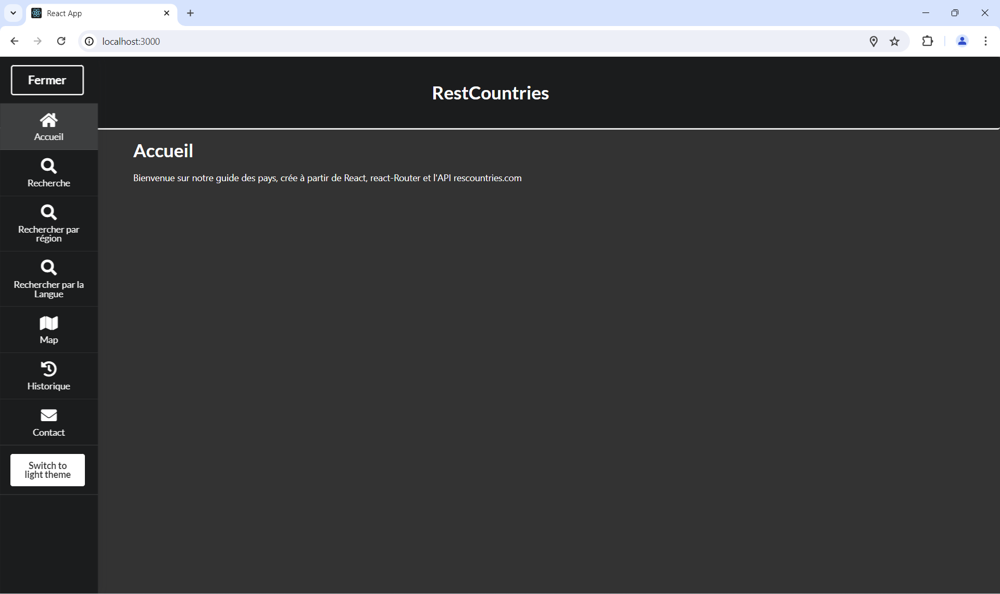 React App
localhost:3000
Fermer
RestCountries
Accueil
Recherche
Rechercher par
région
Rechercher par la
Langue
Map
Historique
Contact
Switch to
light theme
Accueil
Bienvenue sur notre guide des pays, crée à partir de React, react-Router et l'API rescountries.com